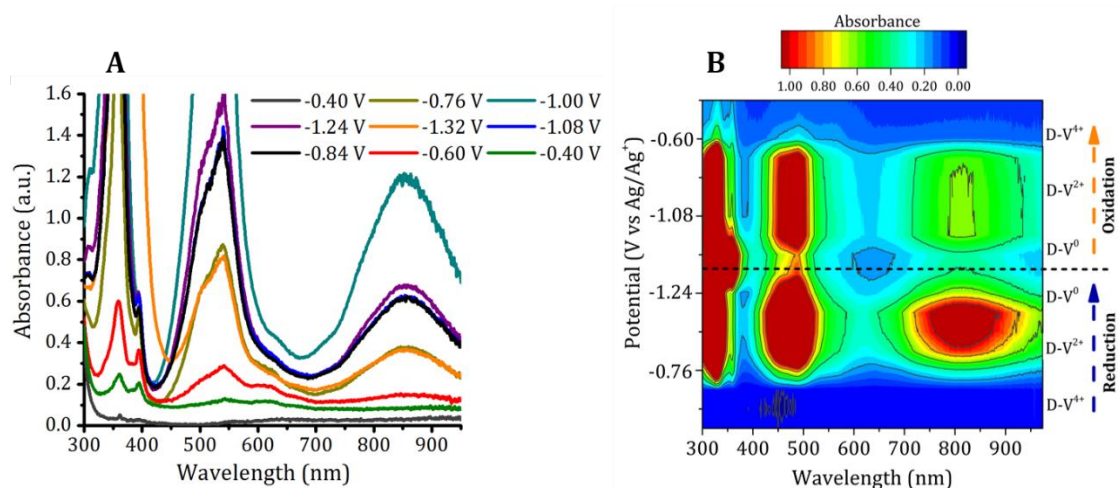 A
Absorbance (a.u.)
1.6
1.4
1.2
1.0
0.8
0.6
0.4
0.2
0.0
-0.40 V -0.76 V -1.00 V
-1.24 V -1.32 V -1.08 V
-0.84 V -0.60 V -0.40 V
300 400 500 600 700 800 900
Wavelength (nm)
Absorbance
1.00 0.80 0.60 0.40 0.20 0.00
B
Potential (V vs Ag/Ag⁺)
-0.60
-1.08
-1.24
-0.76
D-V⁴⁺
D-V²⁺
D-V⁰
Oxidation
D-V⁰
D-V²⁺
D-V⁴⁺
Reduction
300 400 500 600 700 800 900
Wavelength (nm)